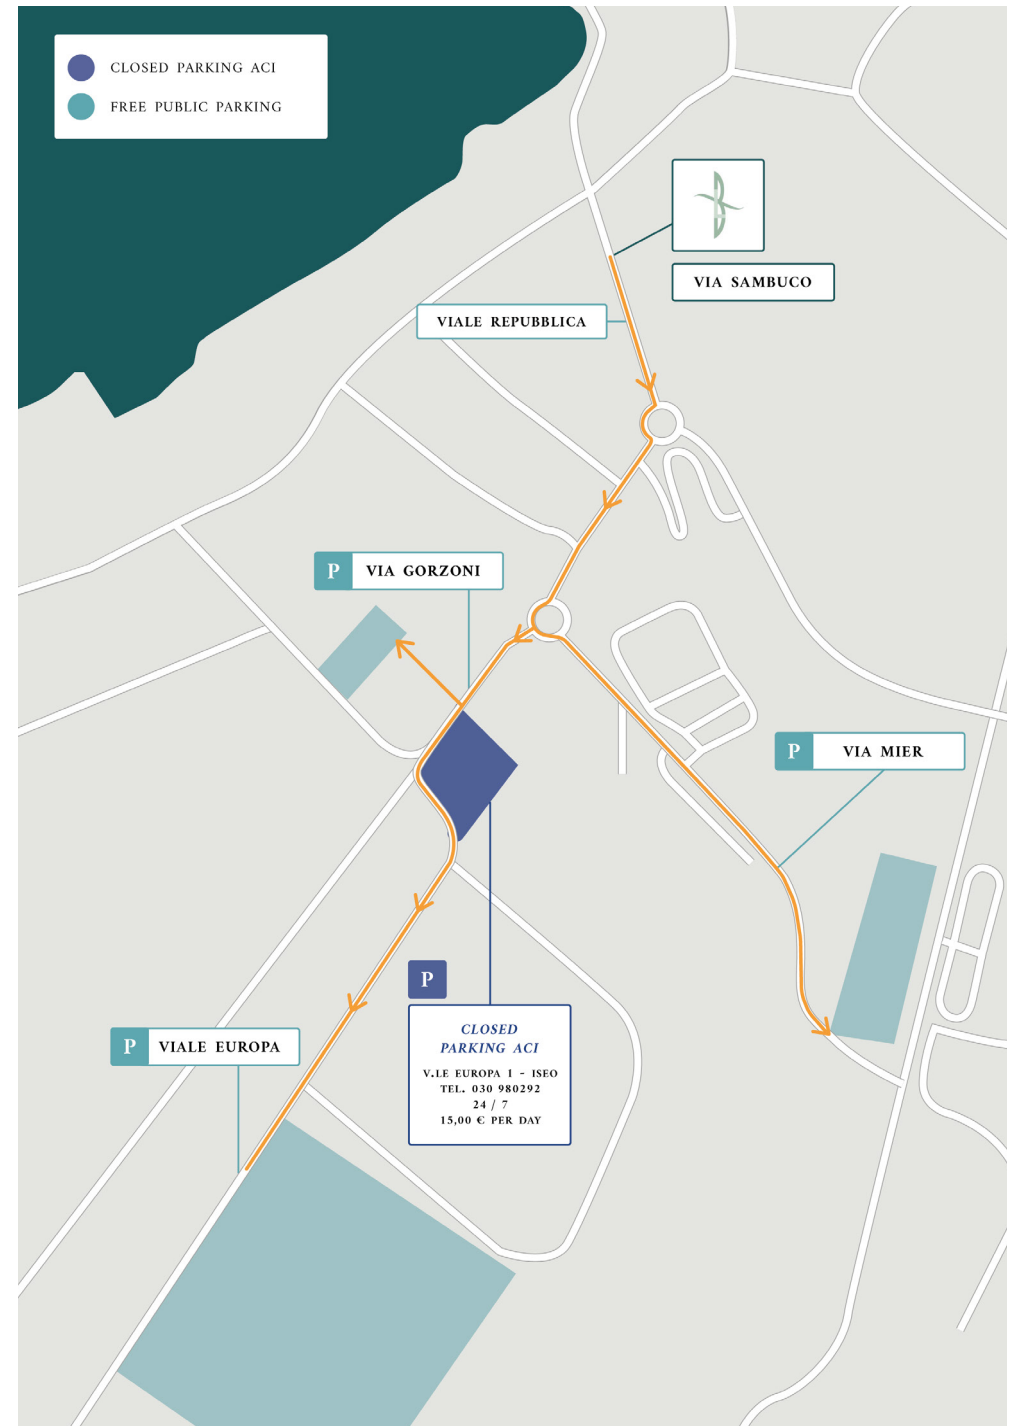 CLOSED PARKING ACI
FREE PUBLIC PARKING
VIA SAMBUCO
VIALE REPUBBLICA
P VIA GORZONI
P VIA MIER
P
CLOSED
PARKING ACI
V.LE EUROPA 1 - ISEO
TEL. 030 980292
24 / 7
15,00 € PER DAY
P VIALE EUROPA